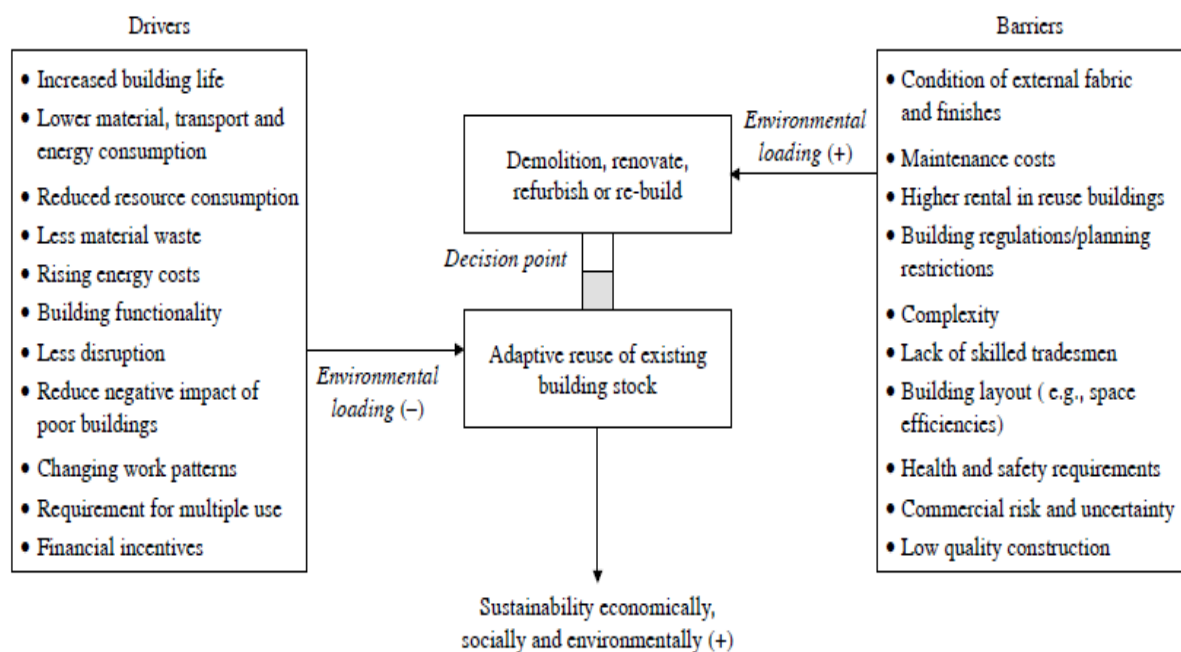 Drivers
• Increased building life
• Lower material, transport and
energy consumption
• Reduced resource consumption
• Less material waste
• Rising energy costs
• Building functionality
• Less disruption
• Reduce negative impact of
poor buildings
• Changing work patterns
• Requirement for multiple use
• Financial incentives
Environmental
loading (–)
Demolition, renovate,
refurbish or re-build
Decision point
Adaptive reuse of existing
building stock
Sustainability economically,
socially and environmentally (+)
Environmental
loading (+)
Barriers
• Condition of external fabric
and finishes
• Maintenance costs
• Higher rental in reuse buildings
• Building regulations/planning
restrictions
• Complexity
• Lack of skilled tradesmen
• Building layout ( e.g., space
efficiencies)
• Health and safety requirements
• Commercial risk and uncertainty
• Low quality construction